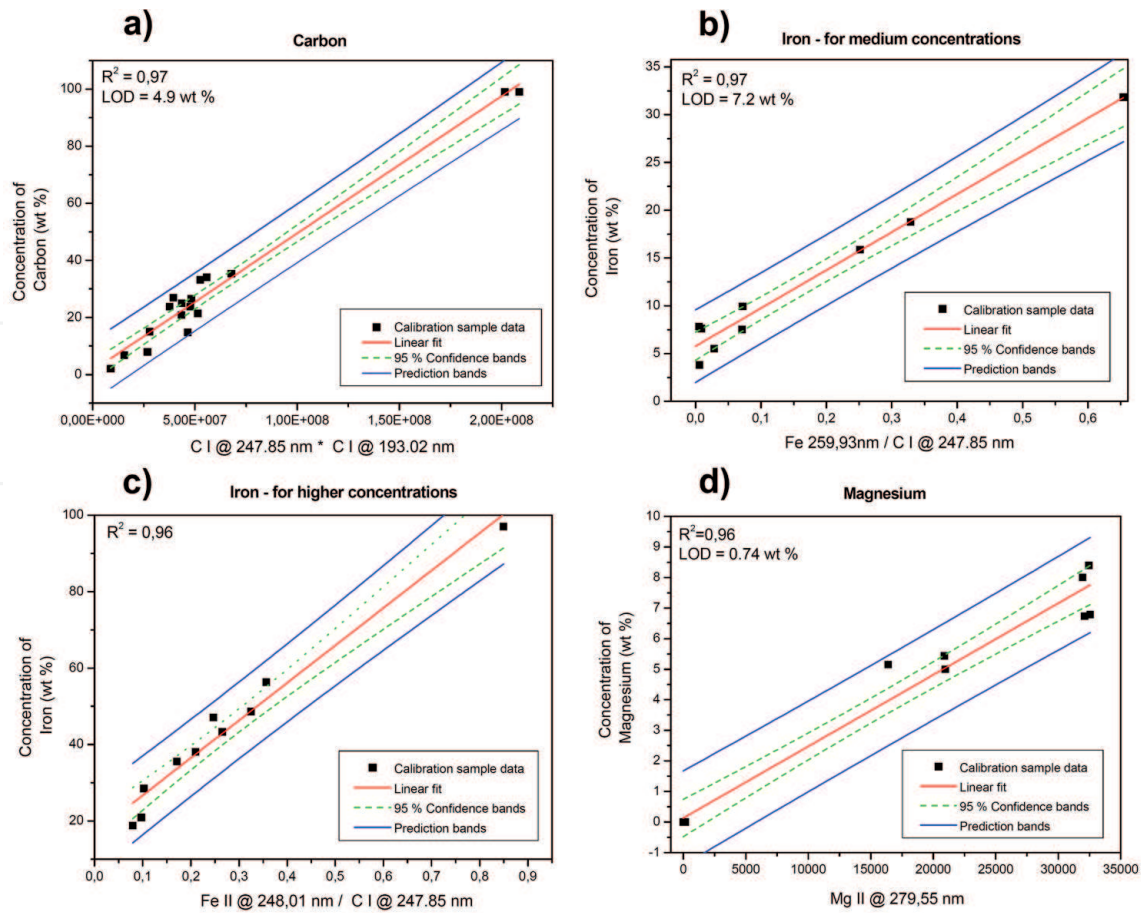 a)
Carbon
R2 = 0,97
LOD = 4.9 wt %
Concentration of
Carbon (wt %)
100
80
60
40
20
0
Calibration sample data
Linear fit
95 % Confidence bands
Prediction bands
0,00E+000
5,00E+007
1,00E+008
1,50E+008
2,00E+008
C I @ 247.85 nm * C I @ 193.02 nm
b)
Iron - for medium concentrations
R2 = 0,97
LOD = 7.2 wt %
Concentration of
Iron (wt %)
35
30
25
20
15
10
5
0
Calibration sample data
Linear fit
95 % Confidence bands
Prediction bands
0,0
0,1
0,2
0,3
0,4
0,5
0,6
Fe 259,93nm / C I @ 247.85 nm
c)
Iron - for higher concentrations
R2 = 0,96
Concentration of
Iron (wt %)
100
80
60
40
20
Calibration sample data
Linear fit
95 % Confidence bands
Prediction bands
0,0
0,1
0,2
0,3
0,4
0,5
0,6
0,7
0,8
0,9
Fe II @ 248,01 nm / C I @ 247.85 nm
d)
Magnesium
R2=0,96
LOD = 0.74 wt %
Concentration of
Magnesium (wt %)
10
9
8
7
6
5
4
3
2
1
0
-1
Calibration sample data
Linear fit
95 % Confidence bands
Prediction bands
0
5000
10000
15000
20000
25000
30000
35000
Mg II @ 279,55 nm